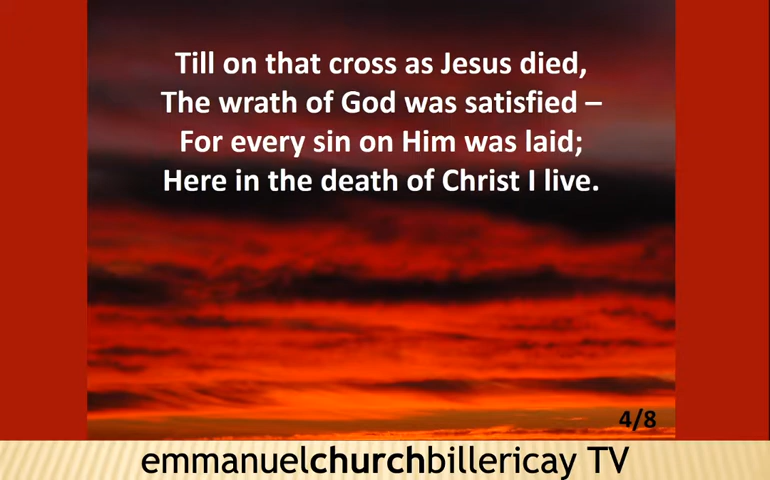 Till on that cross as Jesus died,
The wrath of God was satisfied –
For every sin on Him was laid;
Here in the death of Christ I live.
4/8
emmanuelchurchbillericay TV